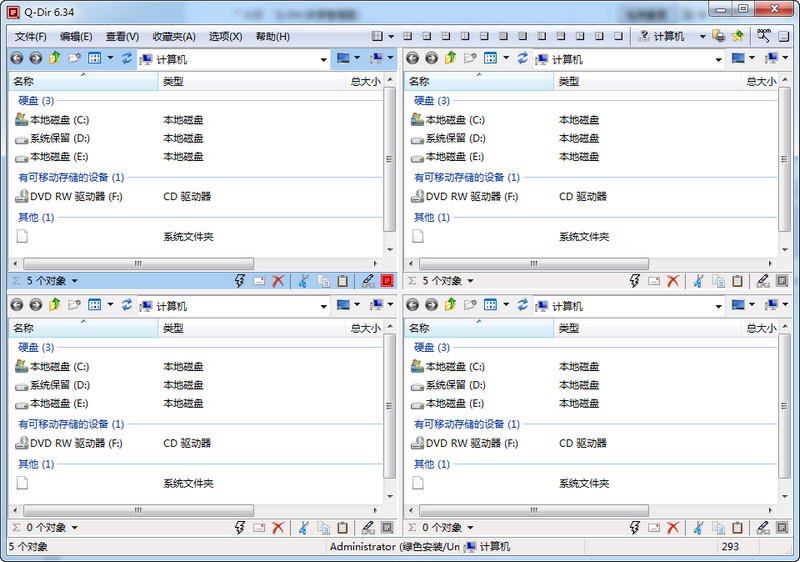 Q-Dir 6.34
文件(F) 编辑(E) 查看(V) 收藏夹(A) 选项(X) 帮助(H) 计算机
计算机
名称 类型 总大小
硬盘 (3)
本地磁盘 (C:) 本地磁盘
系统保留 (D:) 本地磁盘
本地磁盘 (E:) 本地磁盘
有可移动存储的设备 (1)
DVD RW 驱动器 (F:) CD 驱动器
其他 (1)
系统文件夹
Σ 5 个对象
计算机
名称 类型 总大小
硬盘 (3)
本地磁盘 (C:) 本地磁盘
系统保留 (D:) 本地磁盘
本地磁盘 (E:) 本地磁盘
有可移动存储的设备 (1)
DVD RW 驱动器 (F:) CD 驱动器
其他 (1)
系统文件夹
Σ 5 个对象
计算机
名称 类型 总大小
硬盘 (3)
本地磁盘 (C:) 本地磁盘
系统保留 (D:) 本地磁盘
本地磁盘 (E:) 本地磁盘
有可移动存储的设备 (1)
DVD RW 驱动器 (F:) CD 驱动器
其他 (1)
系统文件夹
Σ 0 个对象
计算机
名称 类型 总大小
硬盘 (3)
本地磁盘 (C:) 本地磁盘
系统保留 (D:) 本地磁盘
本地磁盘 (E:) 本地磁盘
有可移动存储的设备 (1)
DVD RW 驱动器 (F:) CD 驱动器
其他 (1)
系统文件夹
Σ 0 个对象
5 个对象 Administrator (绿色安装/Un 计算机 293